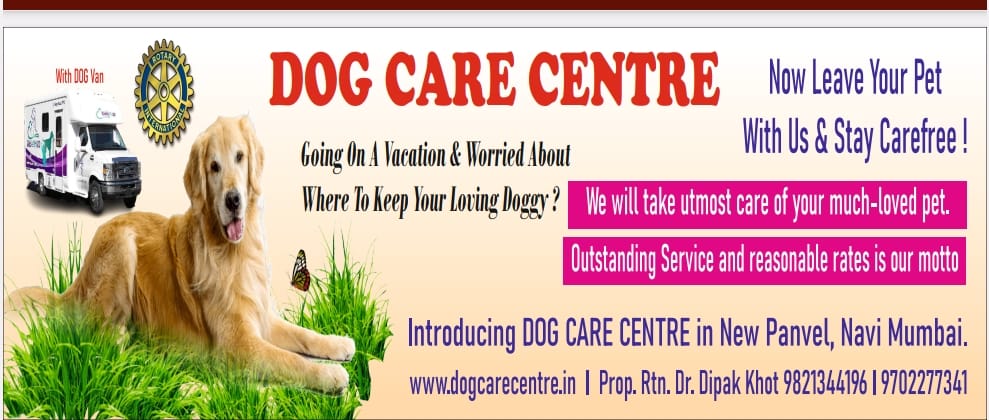 With DOG Van
ROTARY
INTERNATIONAL
DOG CARE CENTRE
Now Leave Your Pet
With Us & Stay Carefree !
Going On A Vacation & Worried About
Where To Keep Your Loving Doggy ?
We will take utmost care of your much-loved pet.
Outstanding Service and reasonable rates is our motto
Introducing DOG CARE CENTRE in New Panvel, Navi Mumbai.
www.dogcarecentre.in | Prop. Rtn. Dr. Dipak Khot 9821344196 | 9702277341